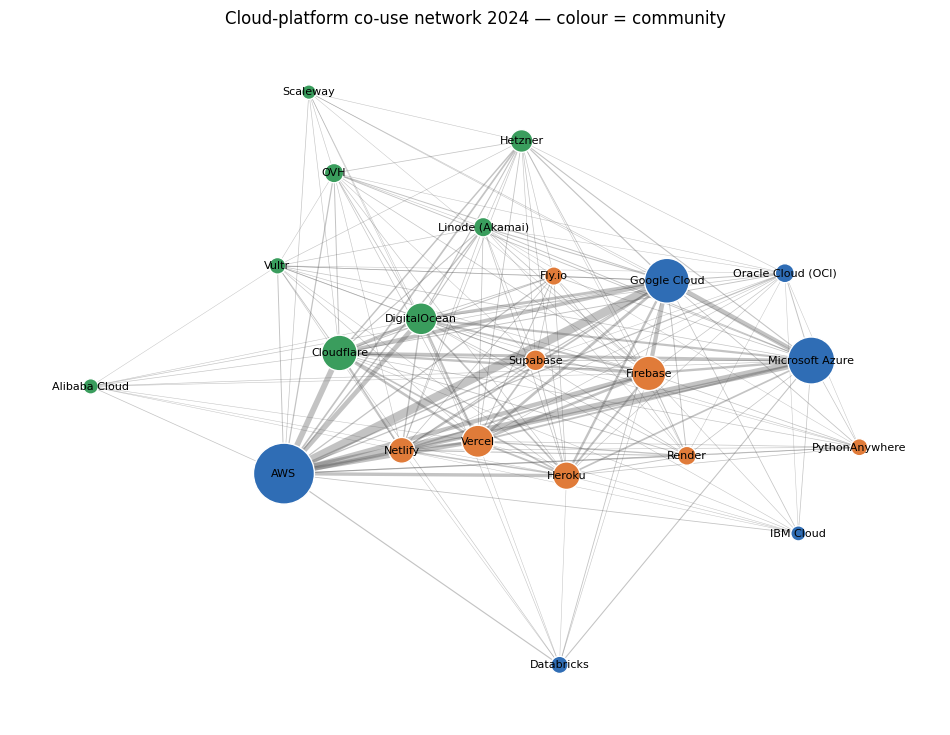 Cloud-platform co-use network 2024 — colour = community
Scaleway
Hetzner
OVH
Linode (Akamai)
Vultr
Fly.io
Google Cloud
Oracle Cloud (OCI)
DigitalOcean
Cloudflare
Supabase
Firebase
Microsoft Azure
Alibaba Cloud
Netlify
Vercel
Heroku
Render
PythonAnywhere
AWS
IBM Cloud
Databricks